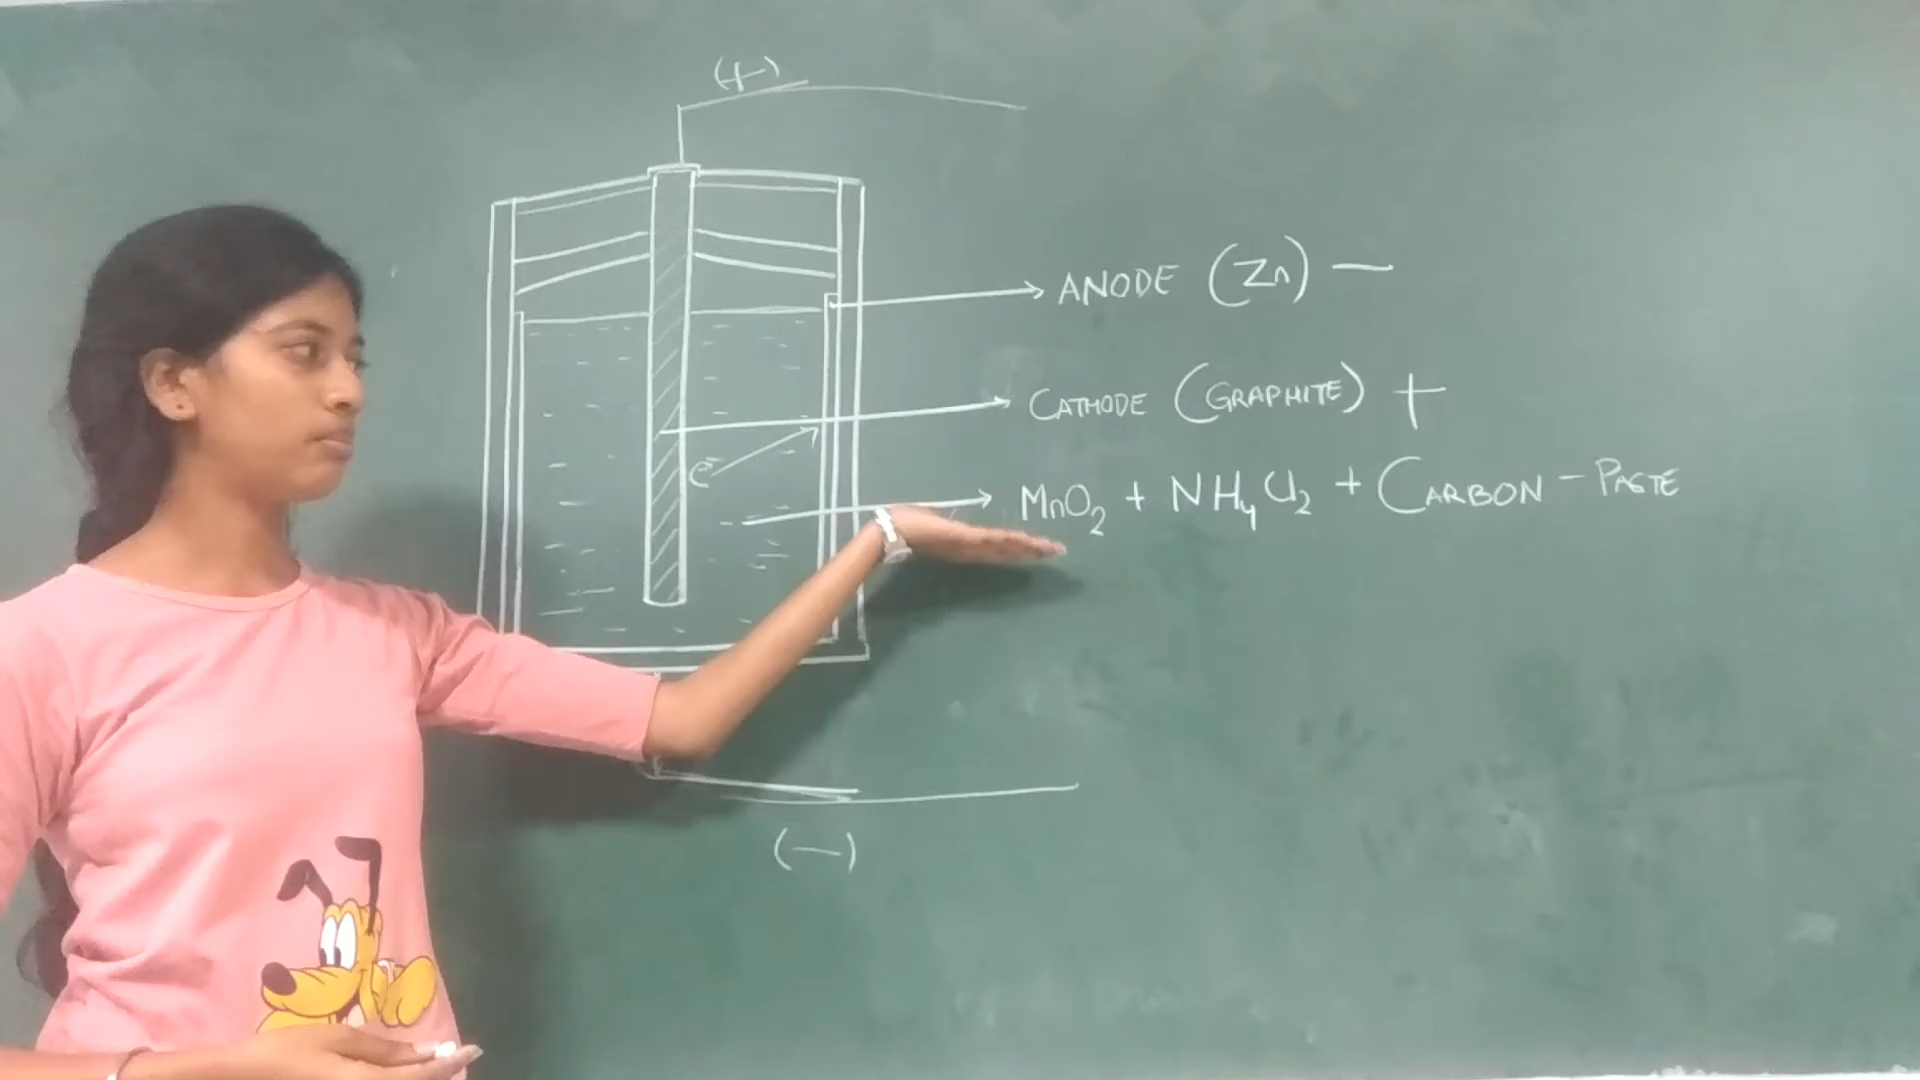 (+)
ANODE (Zn) —
CATHODE (GRAPHITE) +
e⁻
MnO₂ + NH₄Cl₂ + CARBON - PASTE
(—)